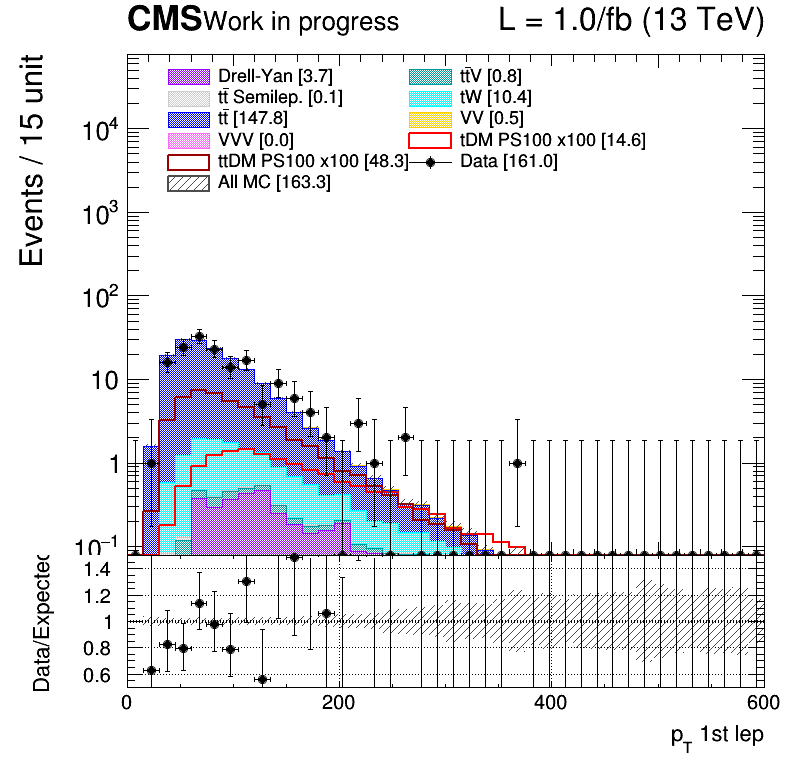 CMS Work in progress L = 1.0/fb (13 TeV)
Drell-Yan [3.7] tt̄V [0.8]
tt̄ Semilep. [0.1] tW [10.4]
tt̄ [147.8] VV [0.5]
VVV [0.0] tDM PS100 x100 [14.6]
ttDM PS100 x100 [48.3] Data [161.0]
All MC [163.3]
Events / 15 unit
10⁴
10³
10²
10
1
10⁻¹
Data/Expected
1.4
1.2
1
0.8
0.6
0 200 400 600
p_T 1st lep